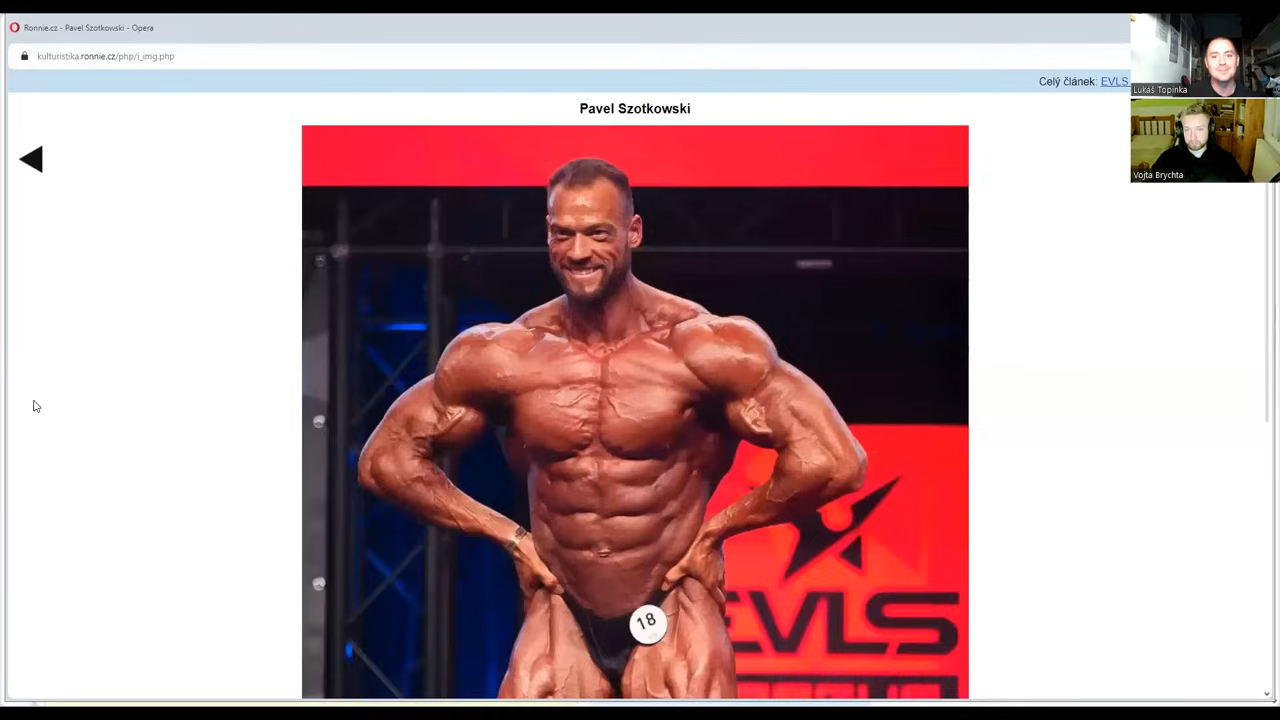 Ronnie.cz - Pavel Szotkowski - Opera
kulturistika.ronnie.cz/php/i_img.php
Celý článek: EVLS
Lukáš Topinka
Pavel Szotkowski
Vojta Brychta
18
EVLS